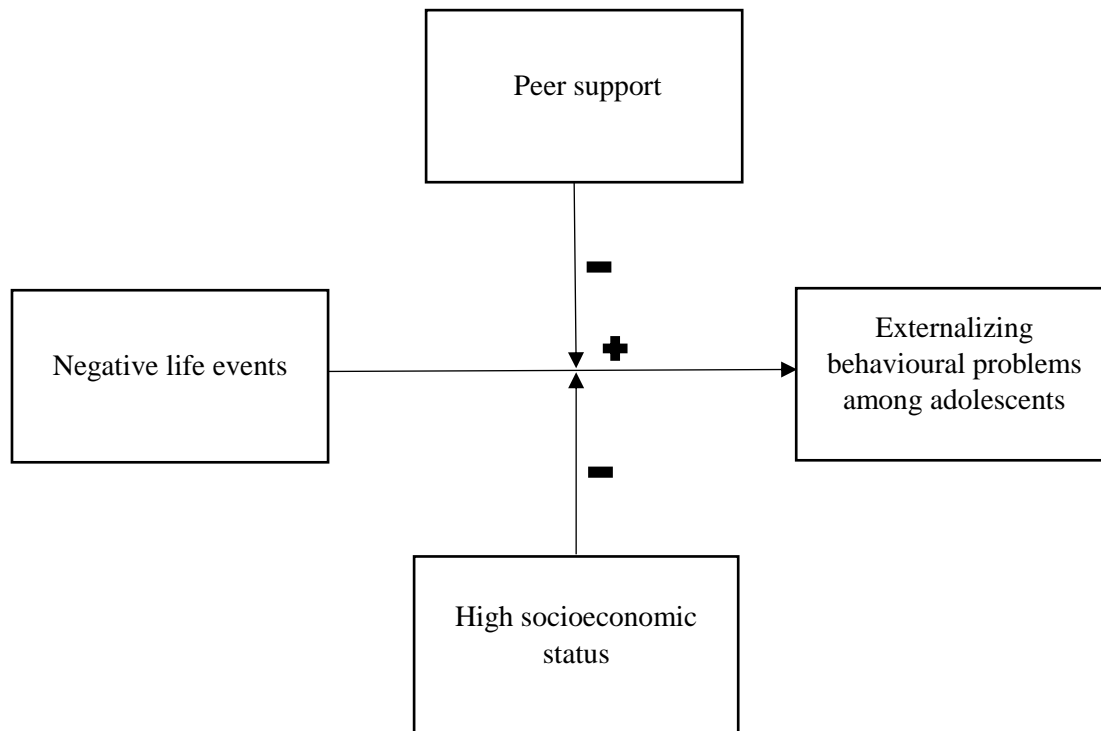 Peer support
Negative life events
Externalizing
behavioural problems
among adolescents
High socioeconomic
status